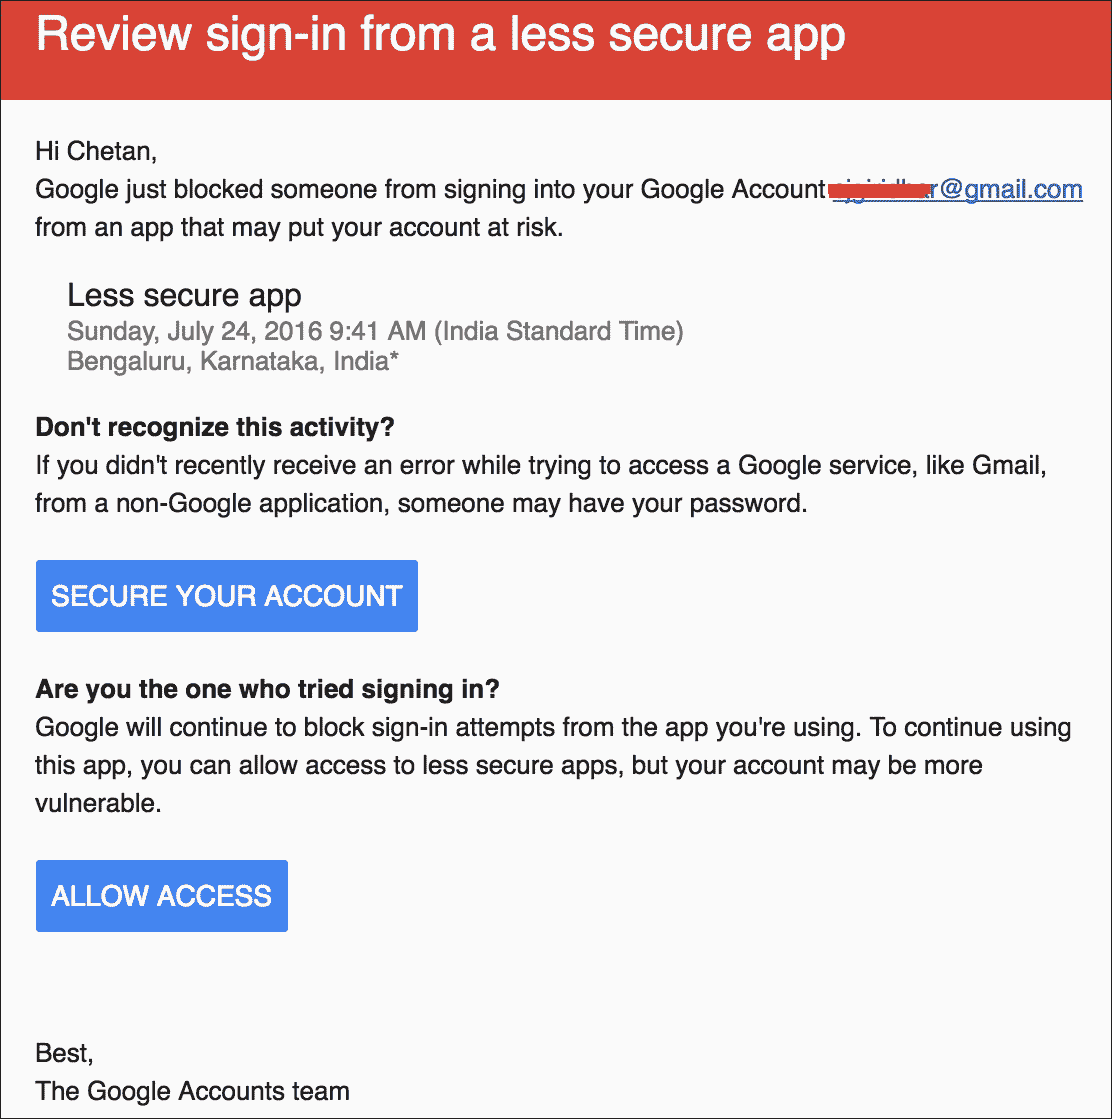 Review sign-in from a less secure app
Hi Chetan,
Google just blocked someone from signing into your Google Account @gmail.com
from an app that may put your account at risk.
Less secure app
Sunday, July 24, 2016 9:41 AM (India Standard Time)
Bengaluru, Karnataka, India*
Don't recognize this activity?
If you didn't recently receive an error while trying to access a Google service, like Gmail,
from a non-Google application, someone may have your password.
SECURE YOUR ACCOUNT
Are you the one who tried signing in?
Google will continue to block sign-in attempts from the app you're using. To continue using
this app, you can allow access to less secure apps, but your account may be more
vulnerable.
ALLOW ACCESS
Best,
The Google Accounts team